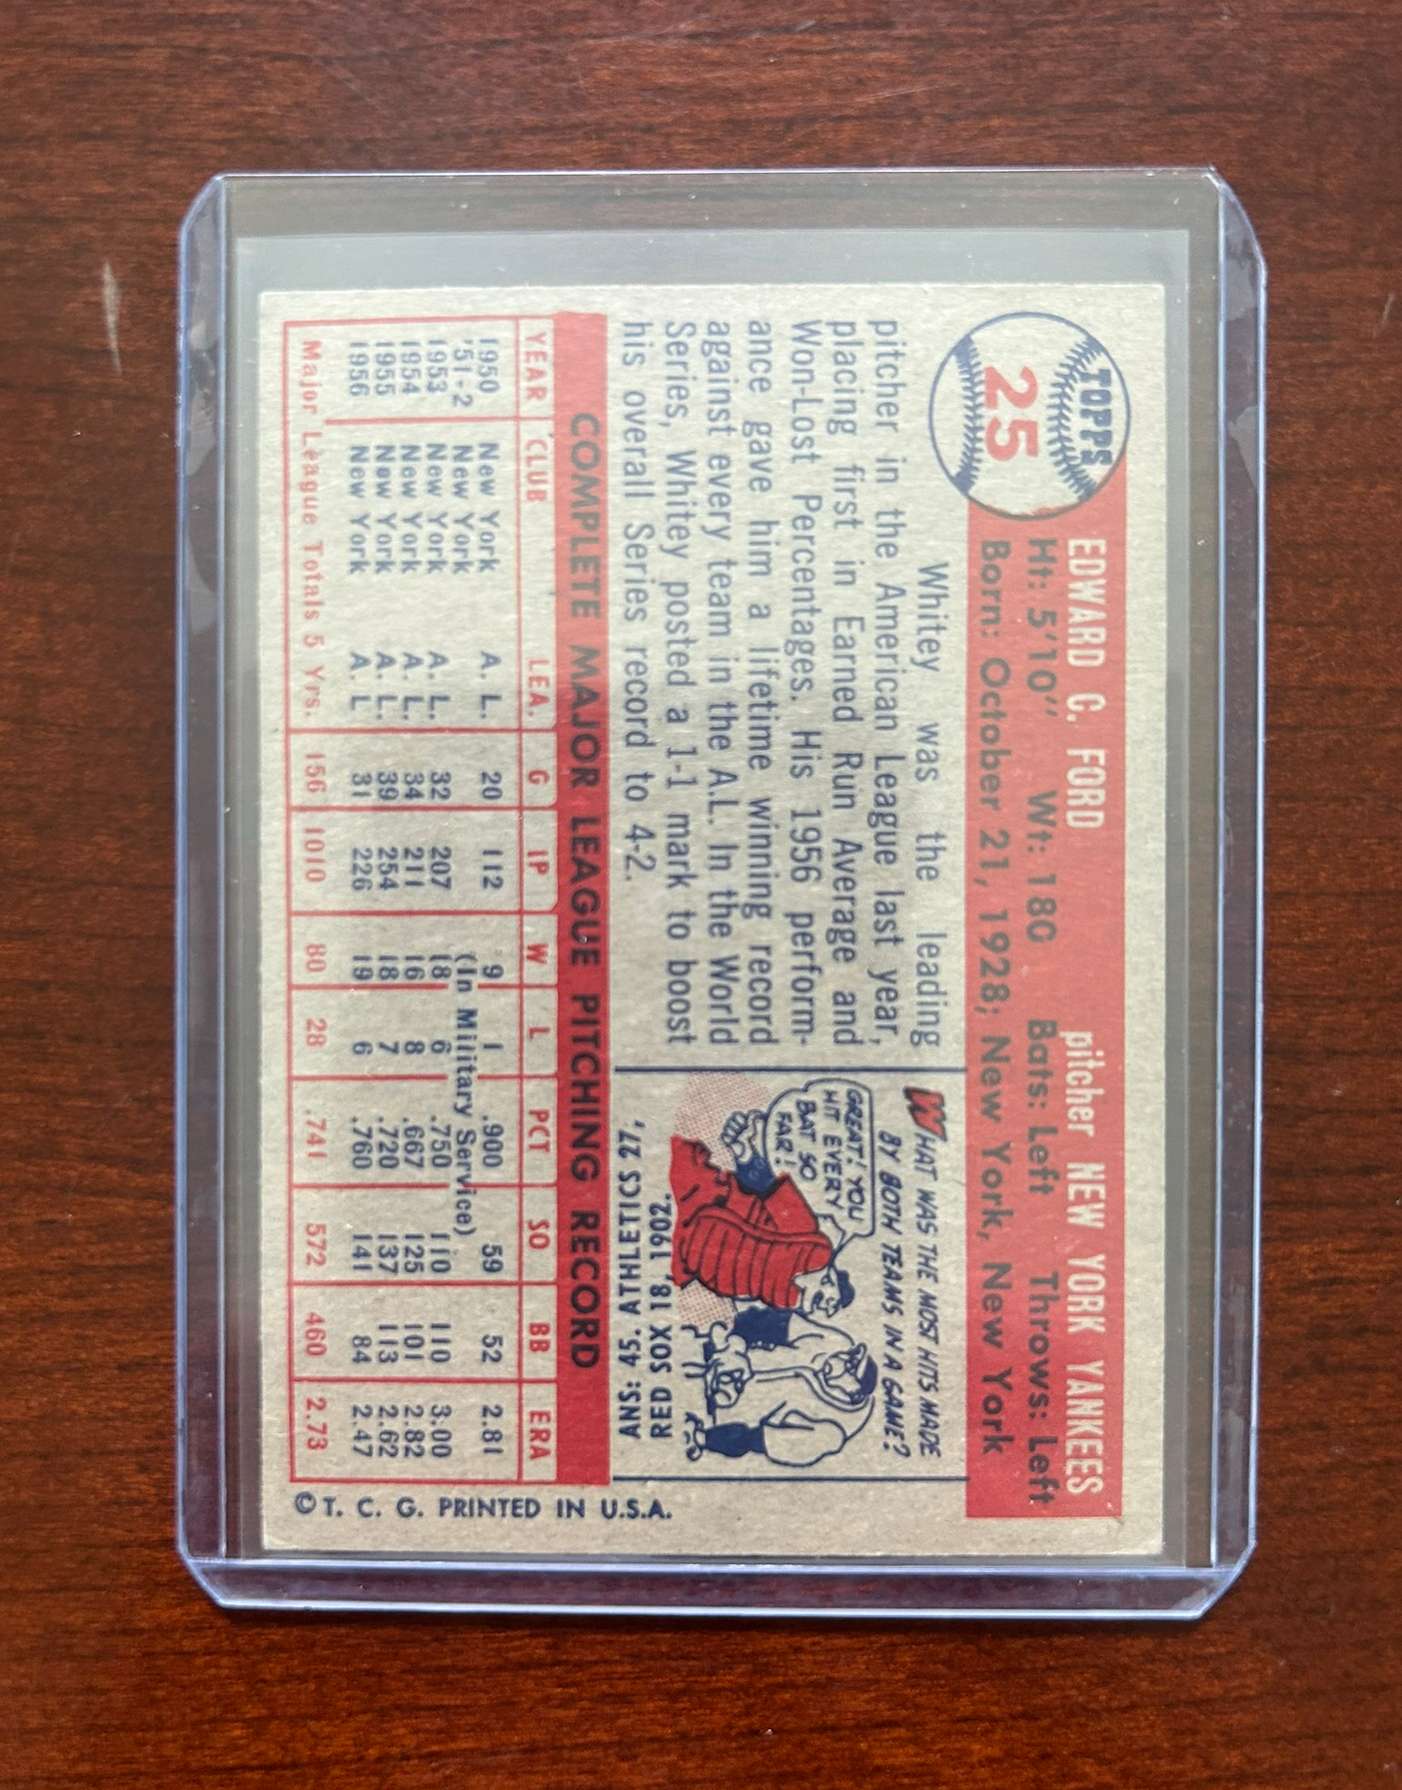 TOPPS
25
EDWARD C. FORD pitcher NEW YORK YANKEES
Ht: 5'10" Wt: 180 Bats: Left Throws: Left
Born: October 21, 1928; New York, New York
Whitey was the leading
pitcher in the American League last year,
placing first in Earned Run Average and
Won-Lost Percentages. His 1956 perform-
ance gave him a lifetime winning record
against every team in the A.L. In the World
Series, Whitey posted a 1-1 mark to boost
his overall Series record to 4-2.
WHAT WAS THE MOST HITS MADE
BY BOTH TEAMS IN A GAME?
GREAT! YOU
HIT EVERY
BAT SO
FAR!
ANS: 45. ATHLETICS 27,
RED SOX 18, 1902.
COMPLETE MAJOR LEAGUE PITCHING RECORD
YEAR CLUB LEA. G IP W L PCT SO BB ERA
1950 New York A. L. 20 112 9 1 .900 59 52 2.81
'51-2 New York (In Military Service)
1953 New York A. L. 32 207 18 6 .750 110 110 3.00
1954 New York A. L. 34 211 16 8 .667 125 101 2.82
1955 New York A. L. 39 254 18 7 .720 137 113 2.62
1956 New York A. L 31 226 19 6 .760 141 84 2.47
Major League Totals 5 Yrs. 156 1010 80 28 .741 572 460 2.73
© T. C. G. PRINTED IN U.S.A.